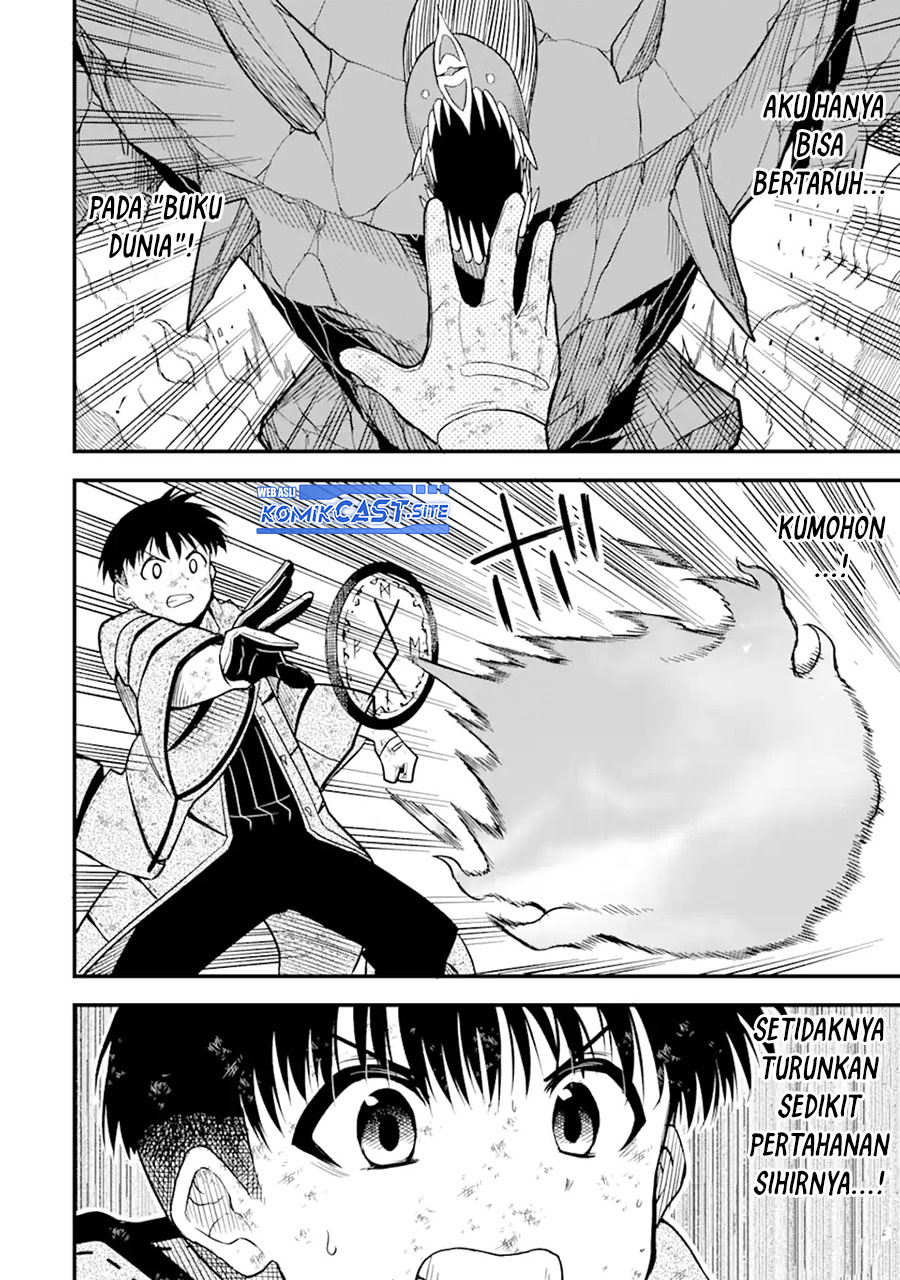 AKU HANYA
BISA
BERTARUH...
PADA "BUKU
DUNIA"!
WEB ASLI
KOMIKCAST.SITE
KUMOHON
...!
SETIDAKNYA
TURUNKAN
SEDIKIT
PERTAHANAN
SIHIRNYA...!